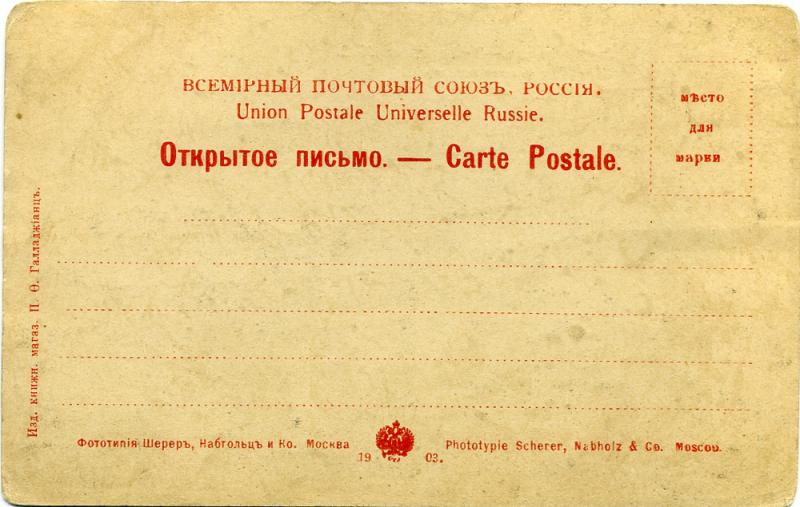 ВСЕМІРНЫЙ ПОЧТОВЫЙ СОЮЗЪ, РОССІЯ.
Union Postale Universelle Russie.
Открытое письмо. — Carte Postale.
мѣсто
для
марки
Изд. книжн. магаз. П. Ѳ. Галладжіанцъ.
Фототипія Шереръ, Набгольцъ и Ко. Москва
Phototypie Scherer, Nabholz & Co. Moscou.
19 03.